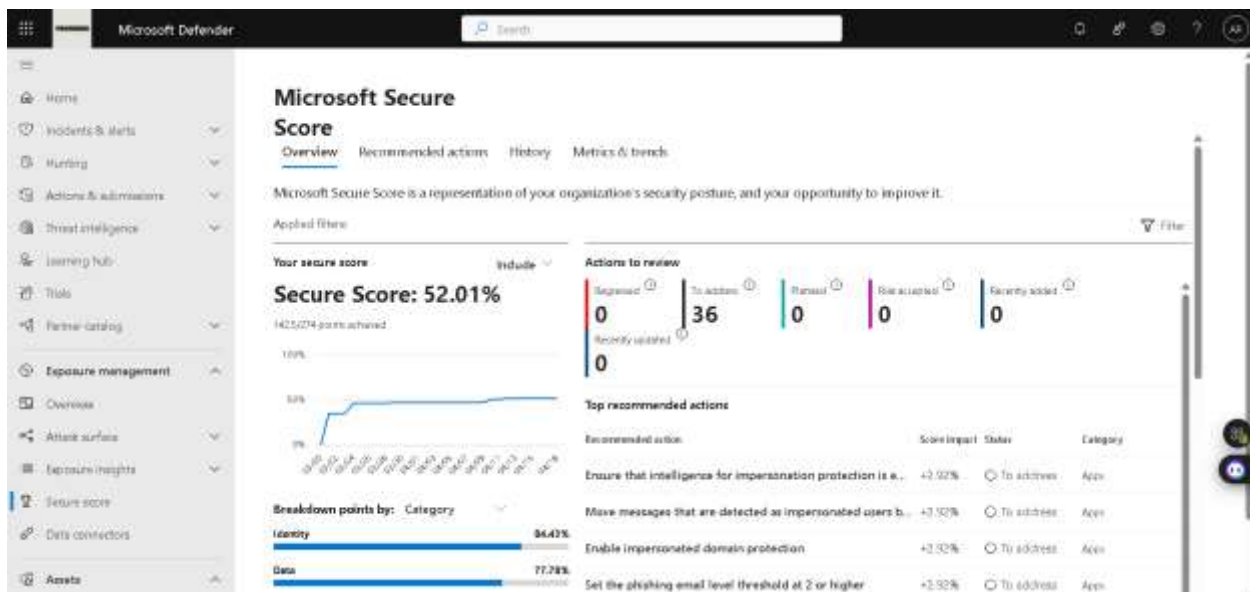 Microsoft Defender
Search
Home
Incidents & alerts
Hunting
Actions & submissions
Threat intelligence
Learning hub
Trials
Partner catalog
Exposure management
Overview
Attack surface
Exposure insights
Secure score
Data connectors
Assets
Microsoft Secure
Score
Overview Recommended actions History Metrics & trends
Microsoft Secure Score is a representation of your organization's security posture, and your opportunity to improve it.
Applied filters:
Filter
Your secure score Include
Secure Score: 52.01%
142.5/274 points achieved
100%
50%
0%
Breakdown points by: Category
Identity 84.43%
Data 77.78%
Actions to review
Regressed To address Planned Risk accepted Recently added
0 36 0 0 0
Recently updated
0
Top recommended actions
Recommended action Score impact Status Category
Ensure that intelligence for impersonation protection is e... +2.92% To address Apps
Move messages that are detected as impersonated users b... +2.92% To address Apps
Enable impersonated domain protection +2.92% To address Apps
Set the phishing email level threshold at 2 or higher +2.92% To address Apps